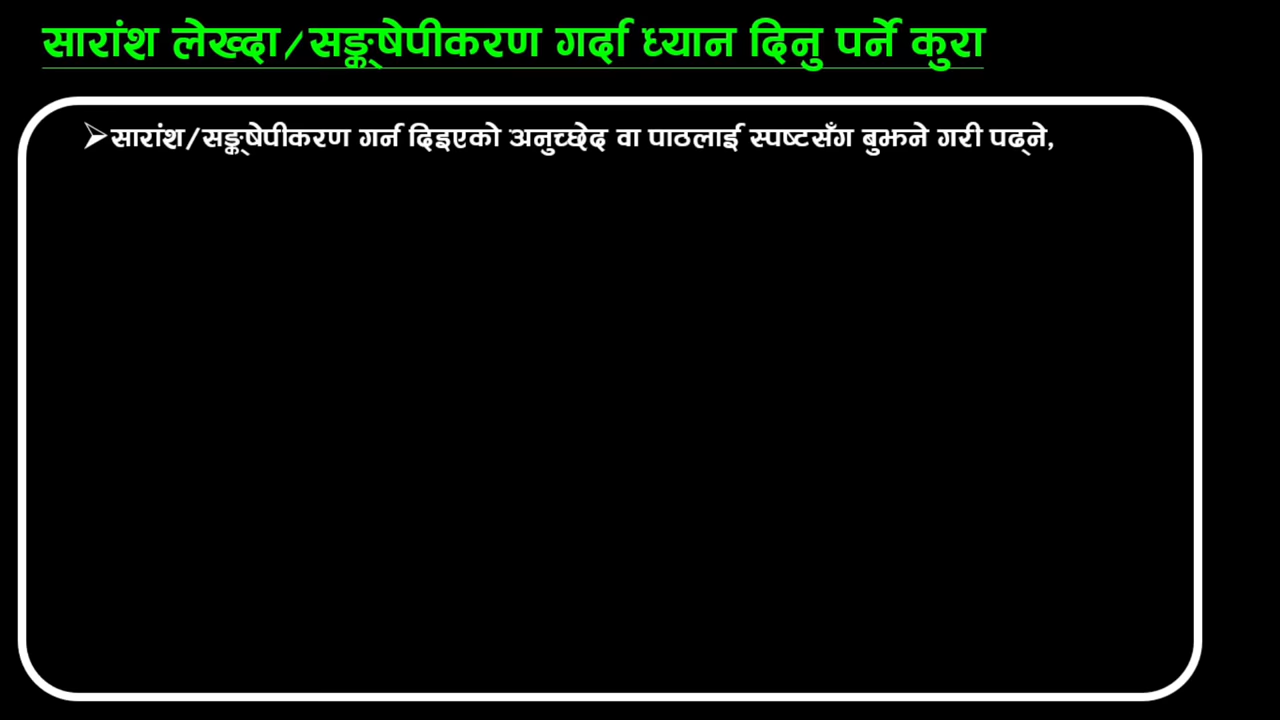 सारांश लेख्दा/सङ्क्षेपीकरण गर्दा ध्यान दिनु पर्ने कुरा
➢सारांश/सङ्क्षेपीकरण गर्न दिइएको अनुच्छेद वा पाठलाई स्पष्टसँग बुझ्ने गरी पढ्ने,